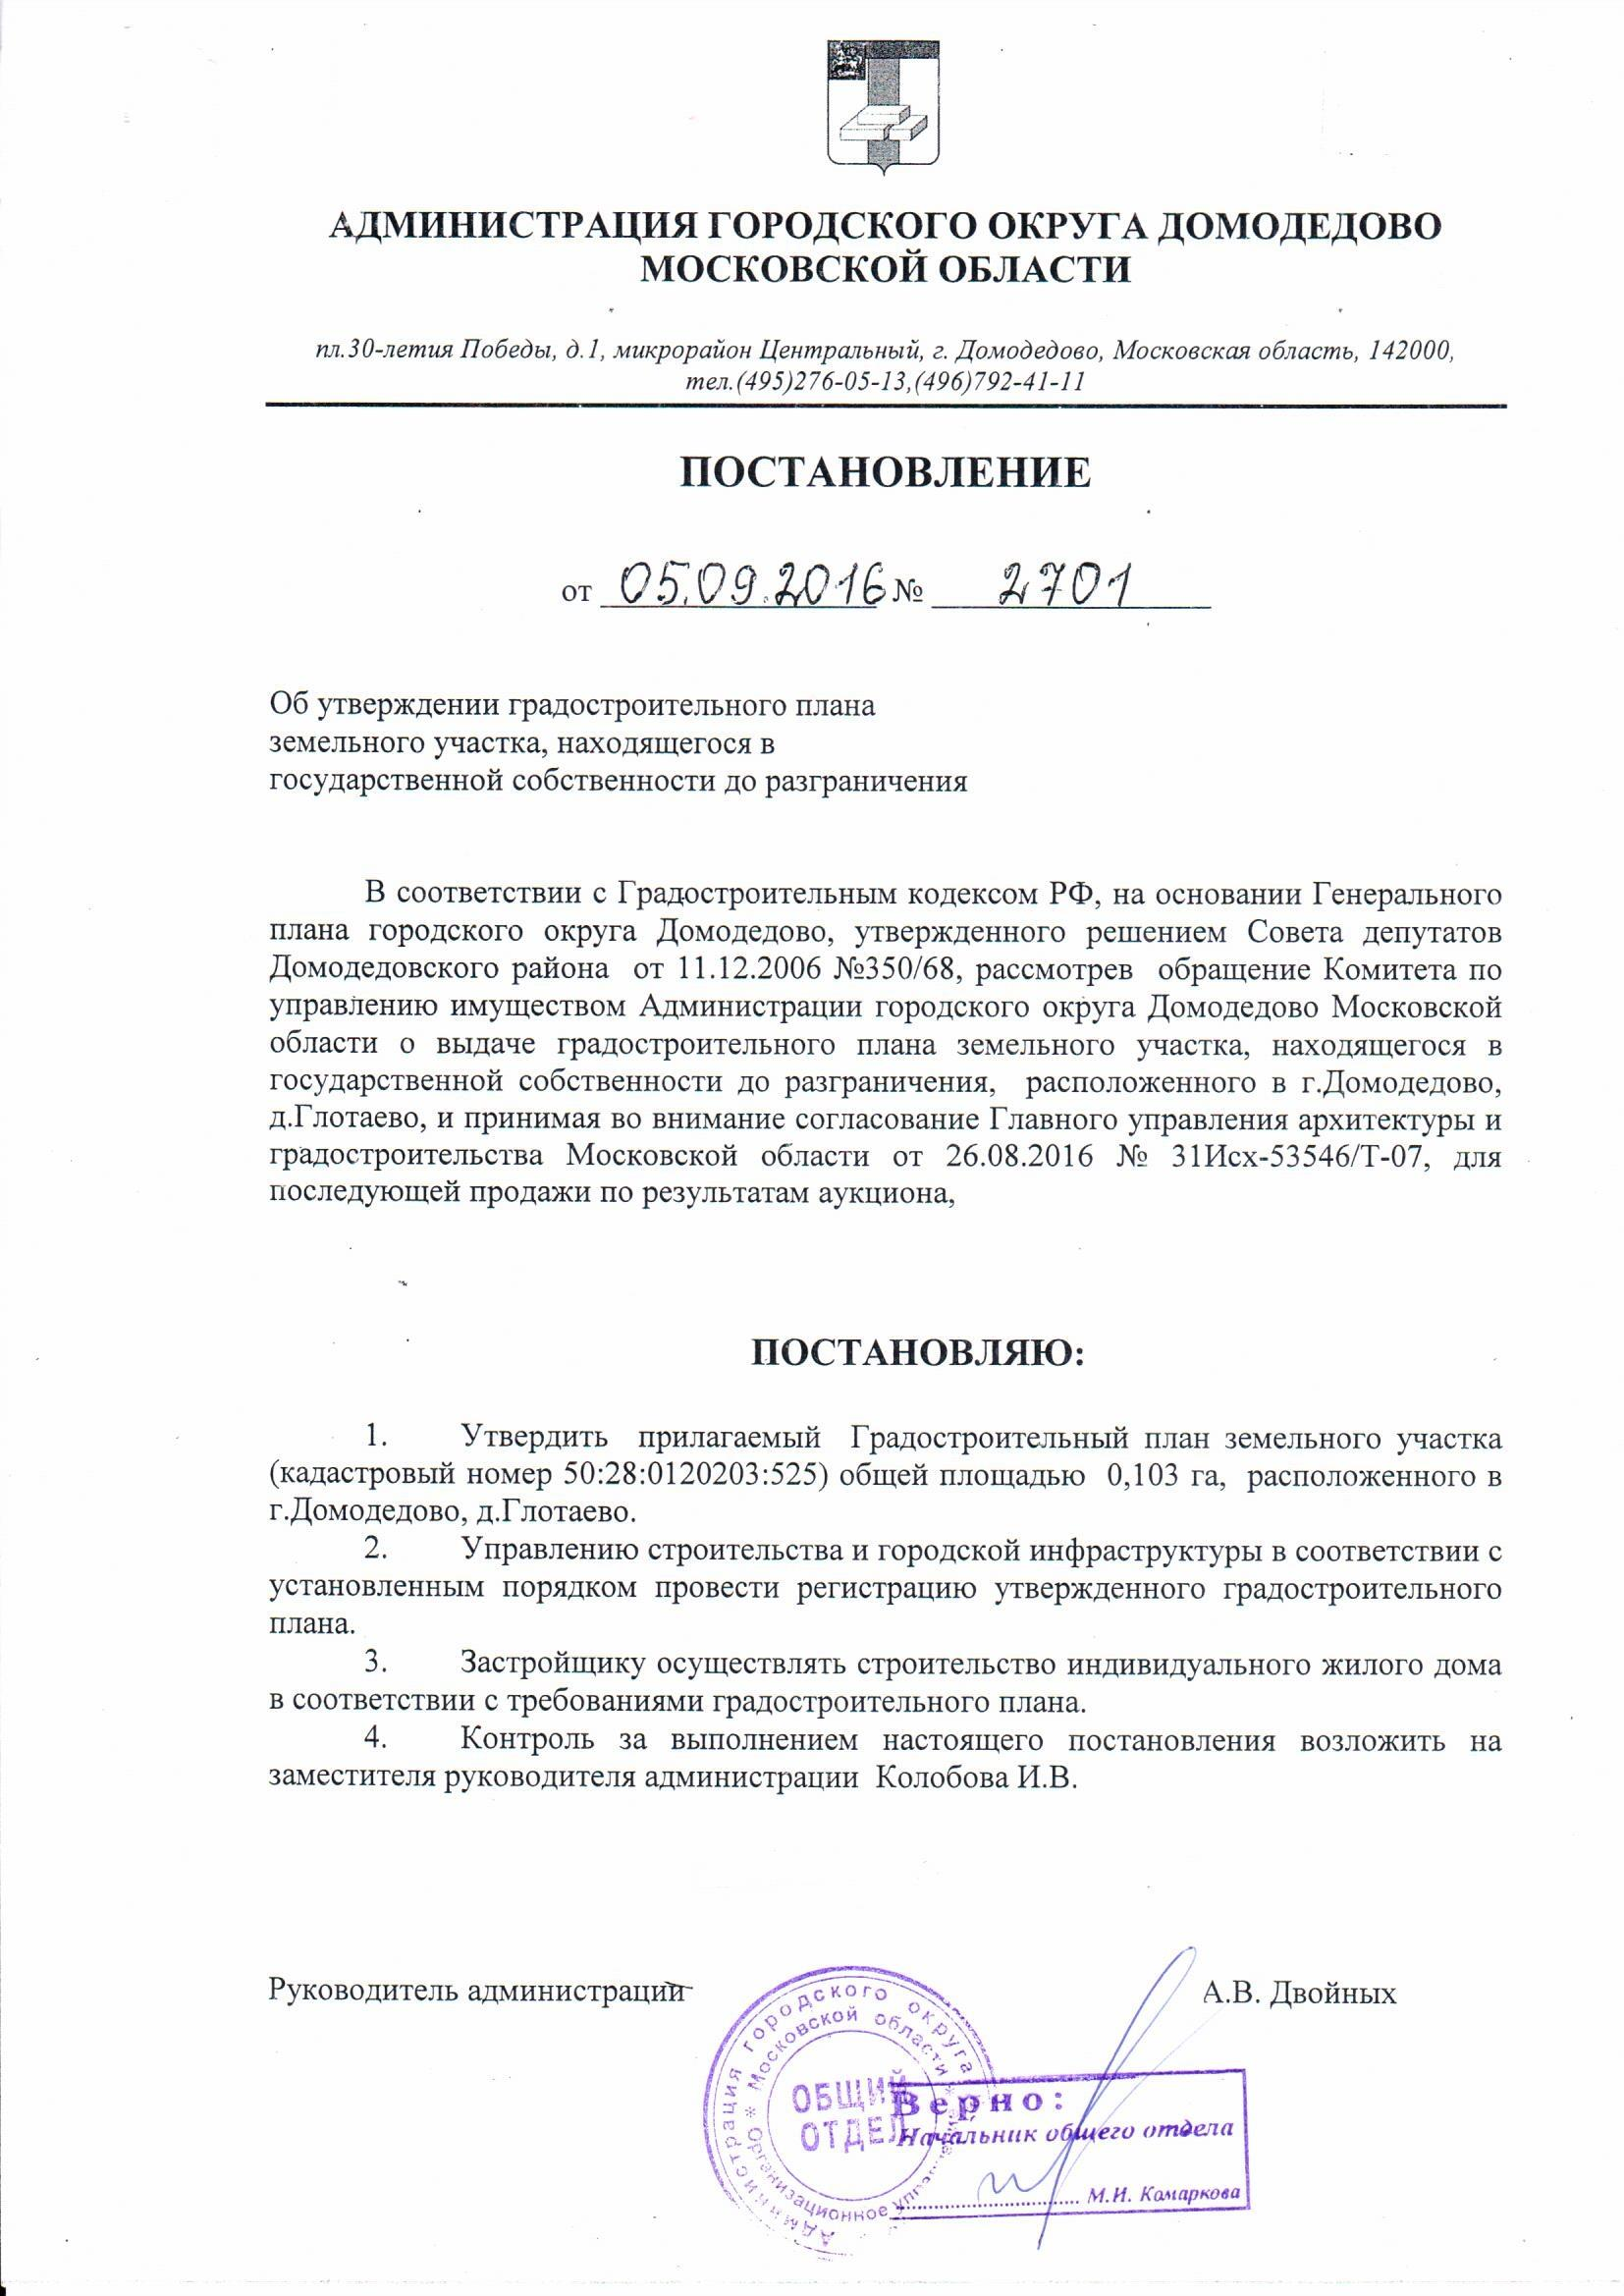 АДМИНИСТРАЦИЯ ГОРОДСКОГО ОКРУГА ДОМОДЕДОВО
МОСКОВСКОЙ ОБЛАСТИ
пл.30-летия Победы, д.1, микрорайон Центральный, г. Домодедово, Московская область, 142000,
тел.(495)276-05-13,(496)792-41-11
ПОСТАНОВЛЕНИЕ
от 05.09.2016 № 2701
Об утверждении градостроительного плана
земельного участка, находящегося в
государственной собственности до разграничения
В соответствии с Градостроительным кодексом РФ, на основании Генерального
плана городского округа Домодедово, утвержденного решением Совета депутатов
Домодедовского района от 11.12.2006 №350/68, рассмотрев обращение Комитета по
управлению имуществом Администрации городского округа Домодедово Московской
области о выдаче градостроительного плана земельного участка, находящегося в
государственной собственности до разграничения, расположенного в г.Домодедово,
д.Глотаево, и принимая во внимание согласование Главного управления архитектуры и
градостроительства Московской области от 26.08.2016 № 31Исх-53546/Т-07, для
последующей продажи по результатам аукциона,
ПОСТАНОВЛЯЮ:
1. Утвердить прилагаемый Градостроительный план земельного участка
(кадастровый номер 50:28:0120203:525) общей площадью 0,103 га, расположенного в
г.Домодедово, д.Глотаево.
2. Управлению строительства и городской инфраструктуры в соответствии с
установленным порядком провести регистрацию утвержденного градостроительного
плана.
3. Застройщику осуществлять строительство индивидуального жилого дома
в соответствии с требованиями градостроительного плана.
4. Контроль за выполнением настоящего постановления возложить на
заместителя руководителя администрации Колобова И.В.
Руководитель администрации А.В. Двойных
Администрация городского округа
Московской области * Организационное
ОБЩИЙ
ОТДЕЛ
Верно:
Начальник общего отдела
М.И. Комаркова